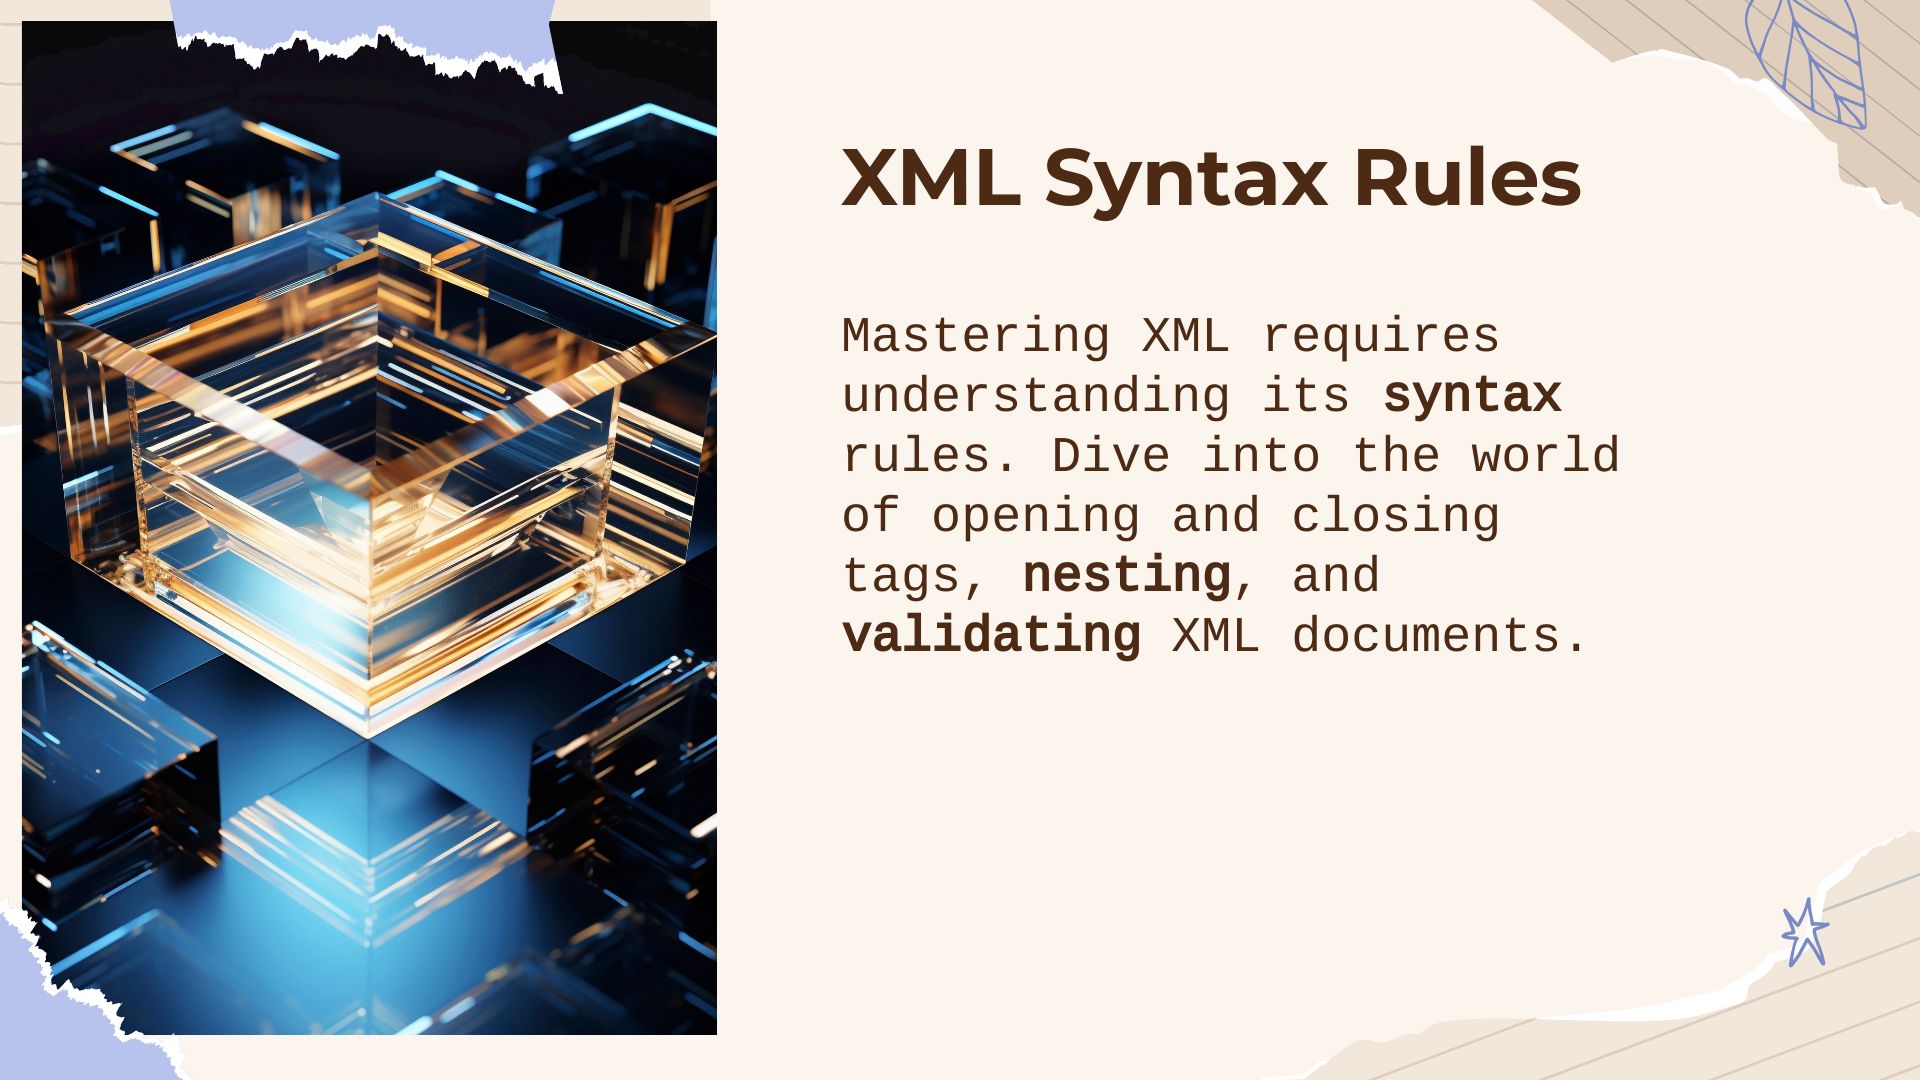 XML Syntax Rules
Mastering XML requires
understanding its syntax
rules. Dive into the world
of opening and closing
tags, nesting, and
validating XML documents.